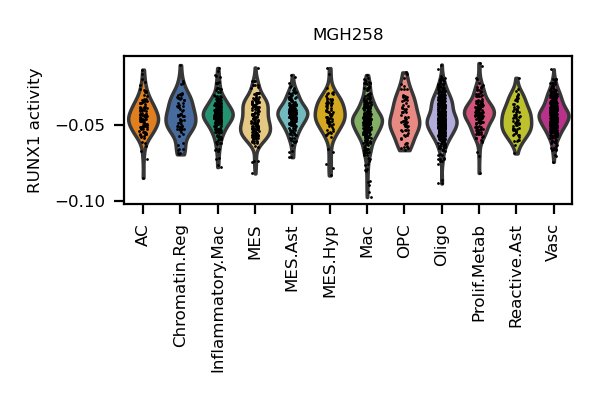 MGH258
RUNX1 activity
−0.05
−0.10
AC
Chromatin.Reg
Inflammatory.Mac
MES
MES.Ast
MES.Hyp
Mac
OPC
Oligo
Prolif.Metab
Reactive.Ast
Vasc